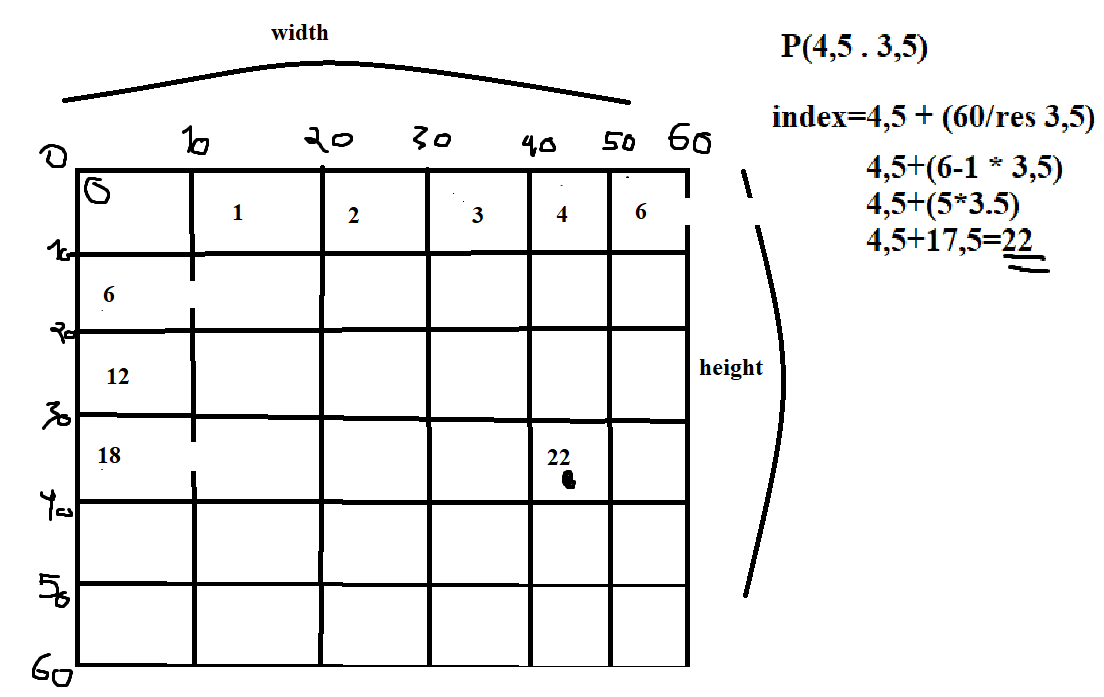 width
P(4,5 . 3,5)
index=4,5 + (60/res 3,5)
4,5+(6-1 * 3,5)
4,5+(5*3.5)
4,5+17,5=22
0 10 20 30 40 50 60
0 1 2 3 4 6
10
6
20
12
height
30
18 22
40
50
60